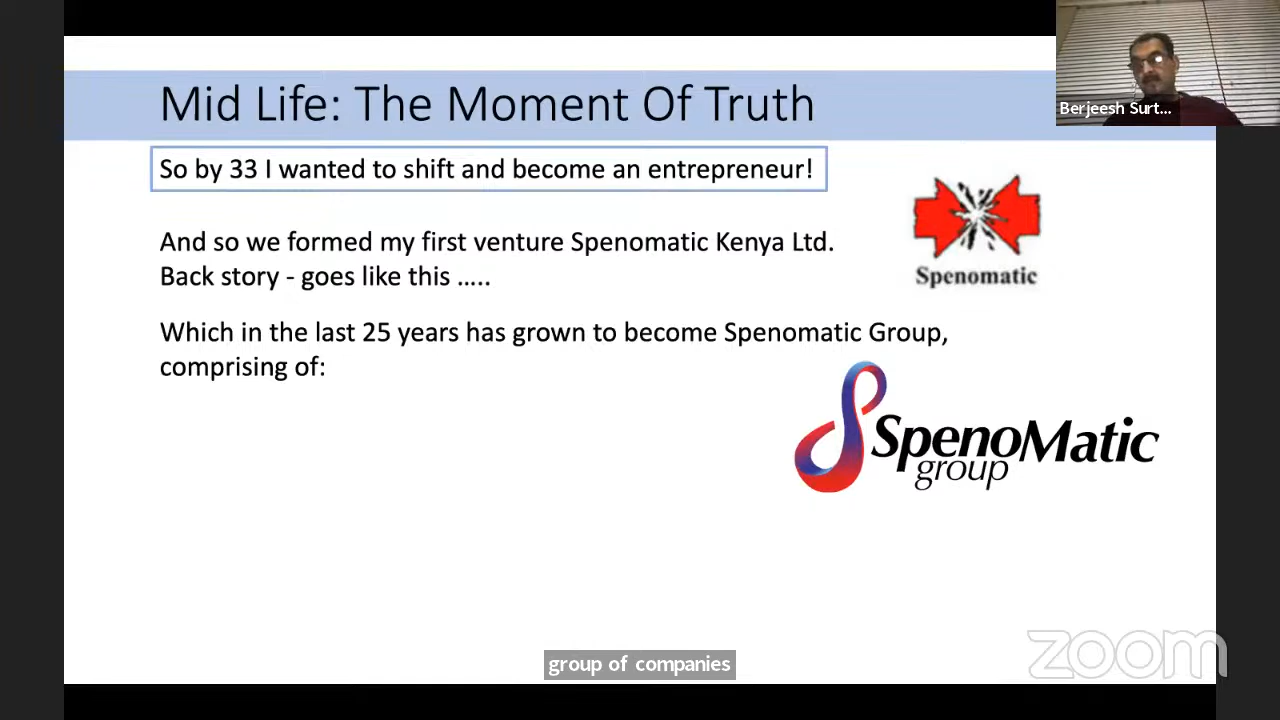 Berjeesh Surt...
Mid Life: The Moment Of Truth
So by 33 I wanted to shift and become an entrepreneur!
And so we formed my first venture Spenomatic Kenya Ltd.
Back story - goes like this .....
Spenomatic
Which in the last 25 years has grown to become Spenomatic Group,
comprising of:
SpenoMatic
group
group of companies
zoom